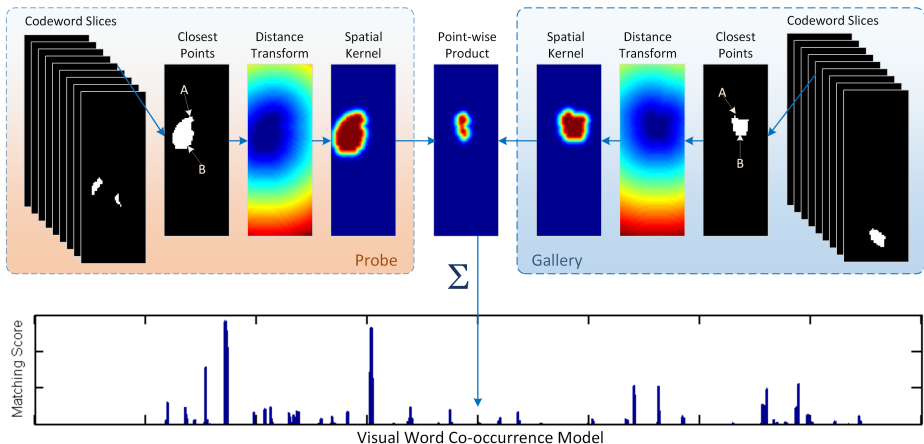 Codeword Slices
Closest
Points
A
B
Distance
Transform
Spatial
Kernel
Probe
Point-wise
Product
Spatial
Kernel
Distance
Transform
Closest
Points
A
B
Codeword Slices
Gallery
Σ
Matching Score
Visual Word Co-occurrence Model